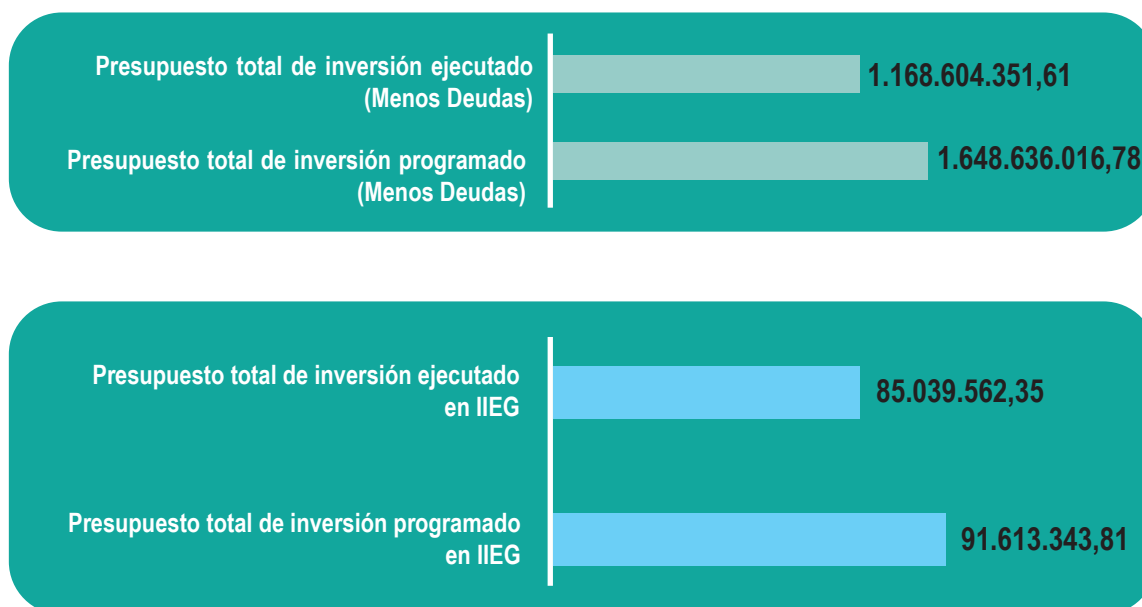 Presupuesto total de inversión ejecutado
(Menos Deudas)
1.168.604.351,61
Presupuesto total de inversión programado
(Menos Deudas)
1.648.636.016,78
Presupuesto total de inversión ejecutado
en IIEG
85.039.562,35
Presupuesto total de inversión programado
en IIEG
91.613.343,81